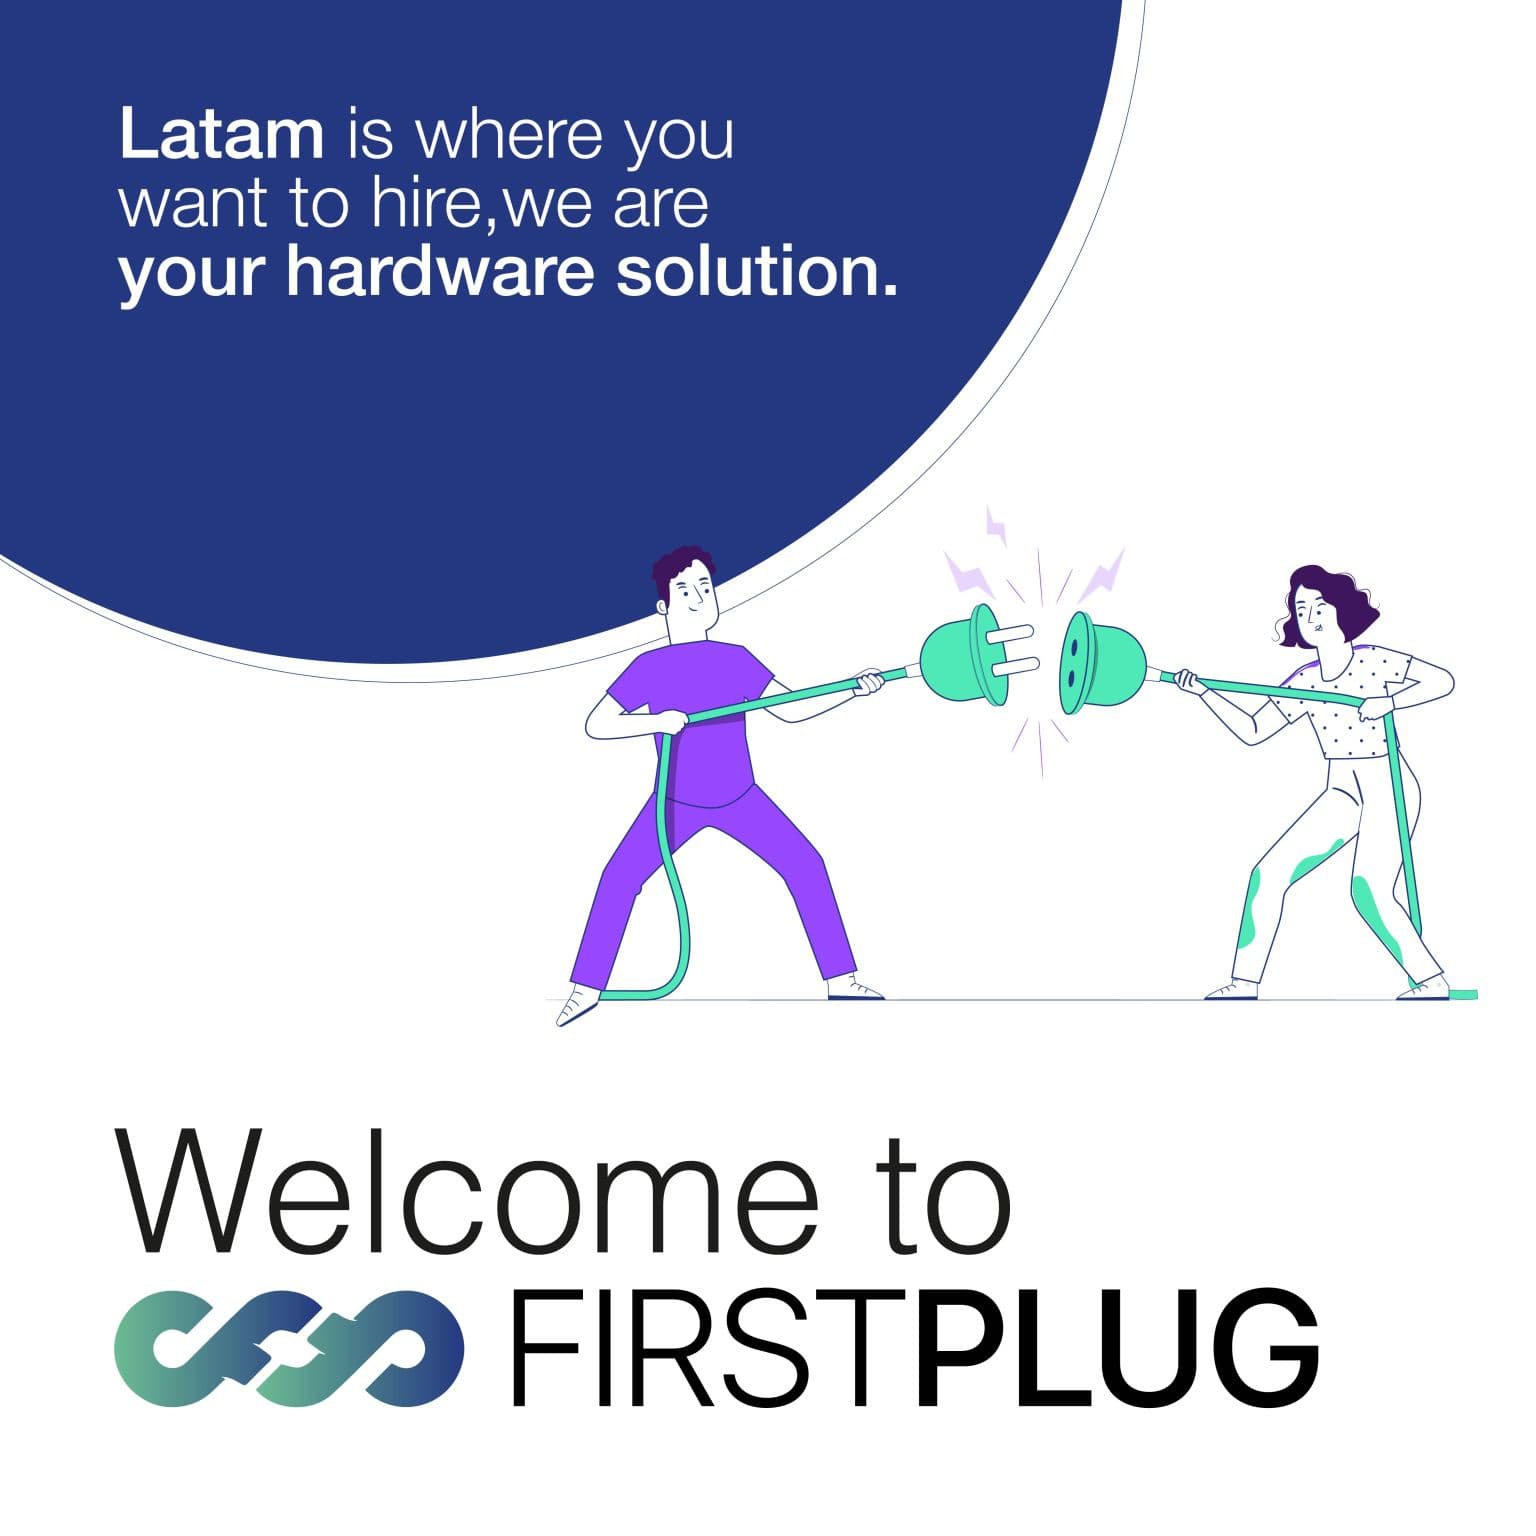 Latam is where you
want to hire,we are
your hardware solution.
Welcome to
FIRSTPLUG